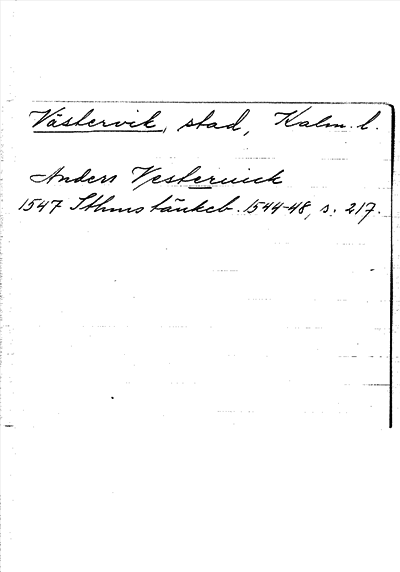 Västervik, stad, Kalm. l.
Anders Vesteruick
1547 Sthms tänkeb. 1544-48, s. 217.